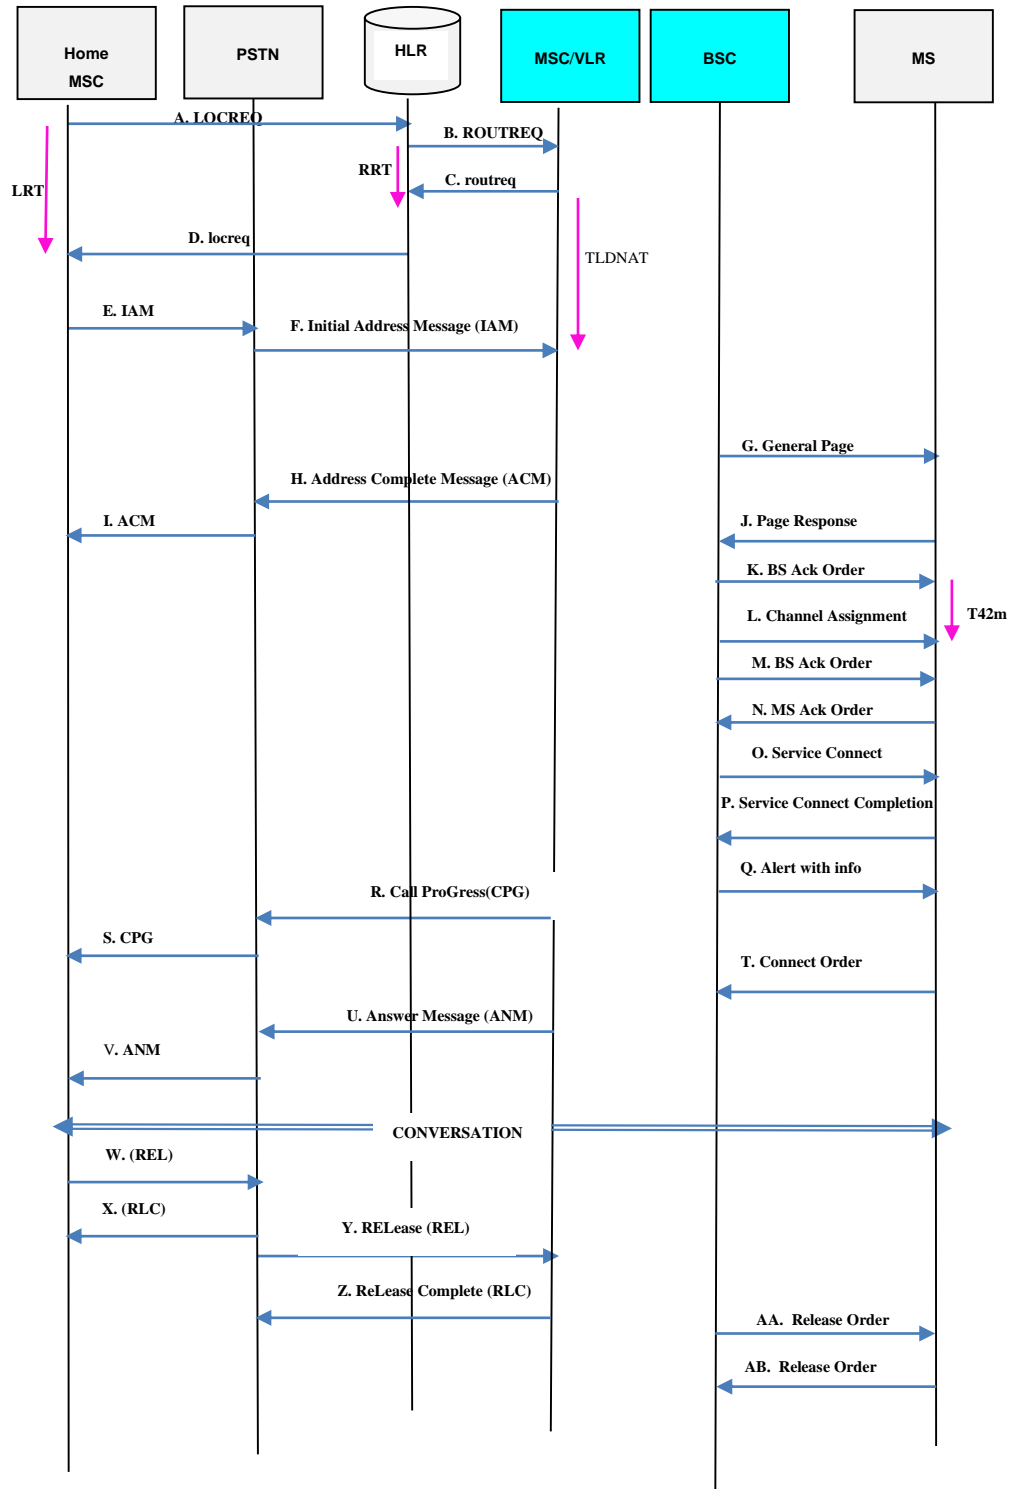 Home
MSC
PSTN
HLR
MSC/VLR
BSC
MS
A. LOCREQ
B. ROUTREQ
RRT
C. routreq
LRT
D. locreq
TLDNAT
E. IAM
F. Initial Address Message (IAM)
G. General Page
H. Address Complete Message (ACM)
I. ACM
J. Page Response
K. BS Ack Order
L. Channel Assignment
T42m
M. BS Ack Order
N. MS Ack Order
O. Service Connect
P. Service Connect Completion
Q. Alert with info
R. Call ProGress(CPG)
S. CPG
T. Connect Order
U. Answer Message (ANM)
V. ANM
CONVERSATION
W. (REL)
X. (RLC)
Y. RELease (REL)
Z. ReLease Complete (RLC)
AA. Release Order
AB. Release Order